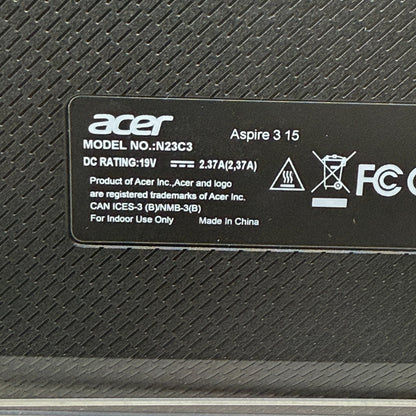 acer
Aspire 3 15
MODEL NO.:N23C3
DC RATING:19V ⎓ 2.37A(2,37A)
Product of Acer Inc.,Acer and logo
are registered trademarks of Acer Inc.
CAN ICES-3 (B)/NMB-3(B)
For Indoor Use Only Made In China
FC